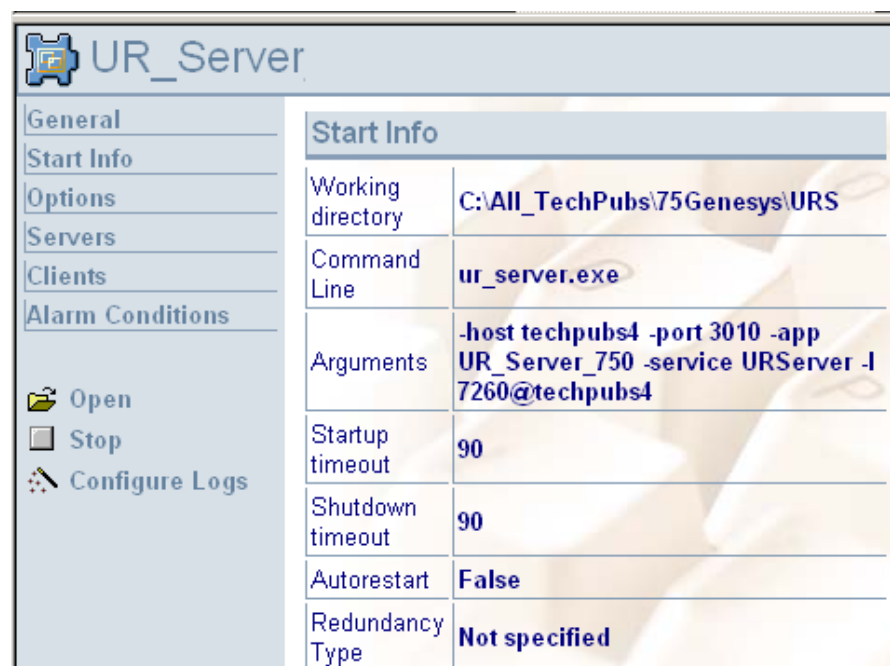 UR_Server
General
Start Info
Options
Servers
Clients
Alarm Conditions
Open
Stop
Configure Logs
Start Info
Working
directory
C:\All_TechPubs\75Genesys\URS
Command
Line
ur_server.exe
Arguments
-host techpubs4 -port 3010 -app
UR_Server_750 -service URServer -l
7260@techpubs4
Startup
timeout
90
Shutdown
timeout
90
Autorestart
False
Redundancy
Type
Not specified